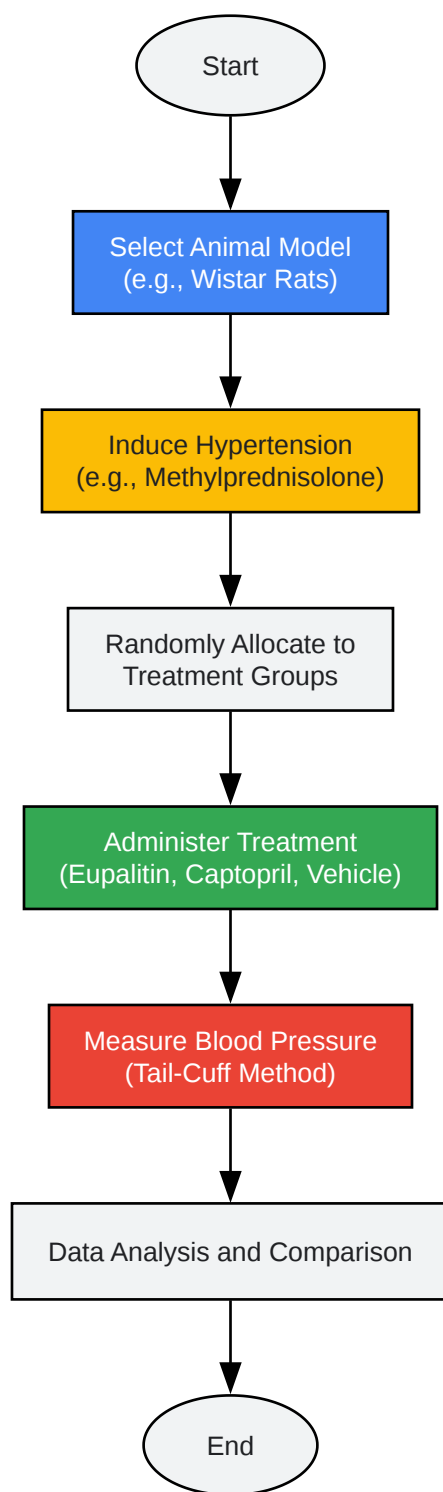 Start
Select Animal Model
(e.g., Wistar Rats)
Induce Hypertension
(e.g., Methylprednisolone)
Randomly Allocate to
Treatment Groups
Administer Treatment
(Eupalitin, Captopril, Vehicle)
Measure Blood Pressure
(Tail-Cuff Method)
Data Analysis and Comparison
End